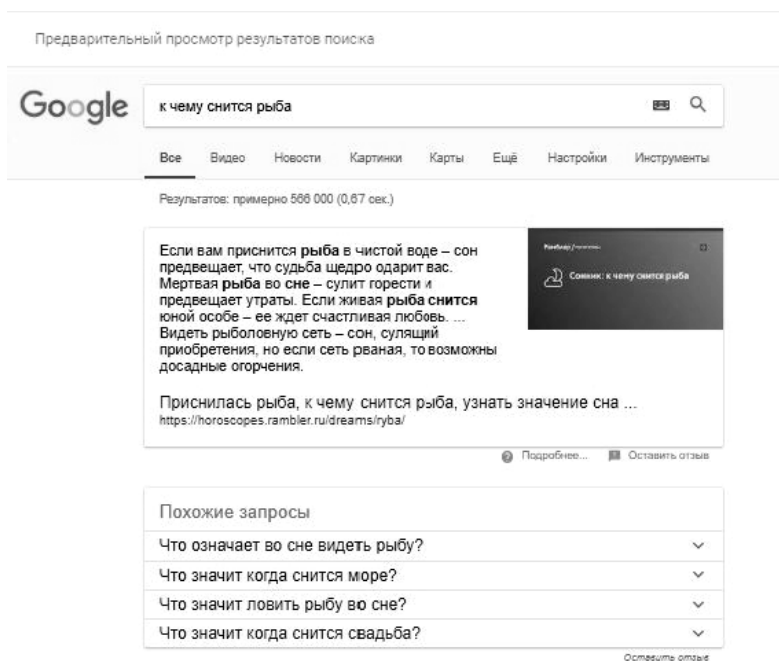 Предварительный просмотр результатов поиска
Google
к чему снится рыба
Все Видео Новости Картинки Карты Ещё Настройки Инструменты
Результатов: примерно 566 000 (0,67 сек.)
Если вам приснится рыба в чистой воде – сон
предвещает, что судьба щедро одарит вас.
Мертвая рыба во сне – сулит горести и
предвещает утраты. Если живая рыба снится
юной особе – ее ждет счастливая любовь. ...
Видеть рыболовную сеть – сон, сулящий
приобретения, но если сеть рваная, то возможны
досадные огорчения.
Рамблер/
Сонник: к чему снится рыба
Приснилась рыба, к чему снится рыба, узнать значение сна ...
https://horoscopes.rambler.ru/dreams/ryba/
Подробнее... Оставить отзыв
Похожие запросы
Что означает во сне видеть рыбу?
Что значит когда снится море?
Что значит ловить рыбу во сне?
Что значит когда снится свадьба?
Оставить отзыв